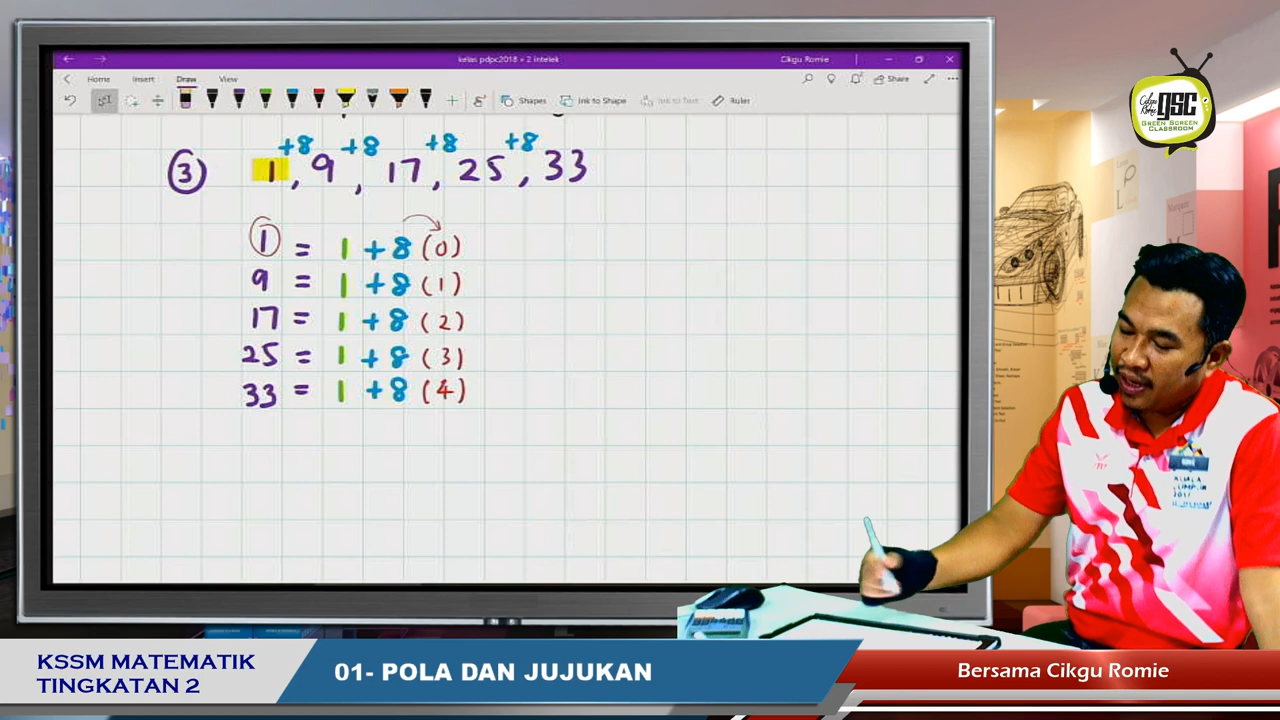 kelas pdpc2018 + 2 intelek
Cikgu Romie
Home Insert Draw View
Share
Shapes Ink to Shape Ink to Text Ruler
+8 +8 +8 +8
3 1, 9, 17, 25, 33
1 = 1 + 8 (0)
9 = 1 + 8 (1)
17 = 1 + 8 (2)
25 = 1 + 8 (3)
33 = 1 + 8 (4)
Cikgu Romie GSC
GREEN SCREEN
CLASSROOM
KSSM MATEMATIK
TINGKATAN 2
01- POLA DAN JUJUKAN
Bersama Cikgu Romie